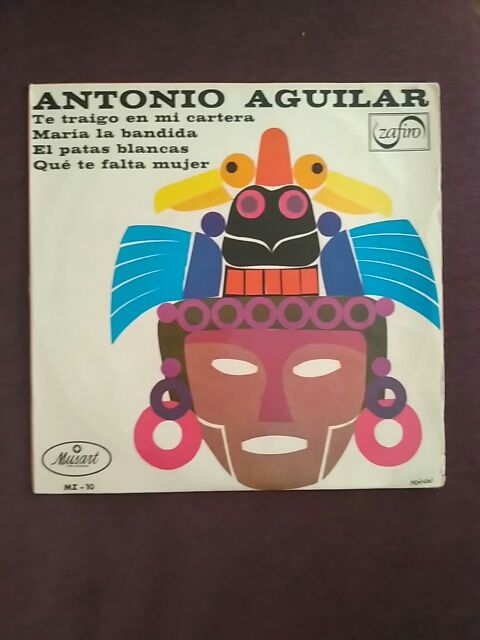 ANTONIO AGUILAR
Te traigo en mi cartera
María la bandida
El patas blancas
Qué te falta mujer
zafiro
Musart
MZ - 10